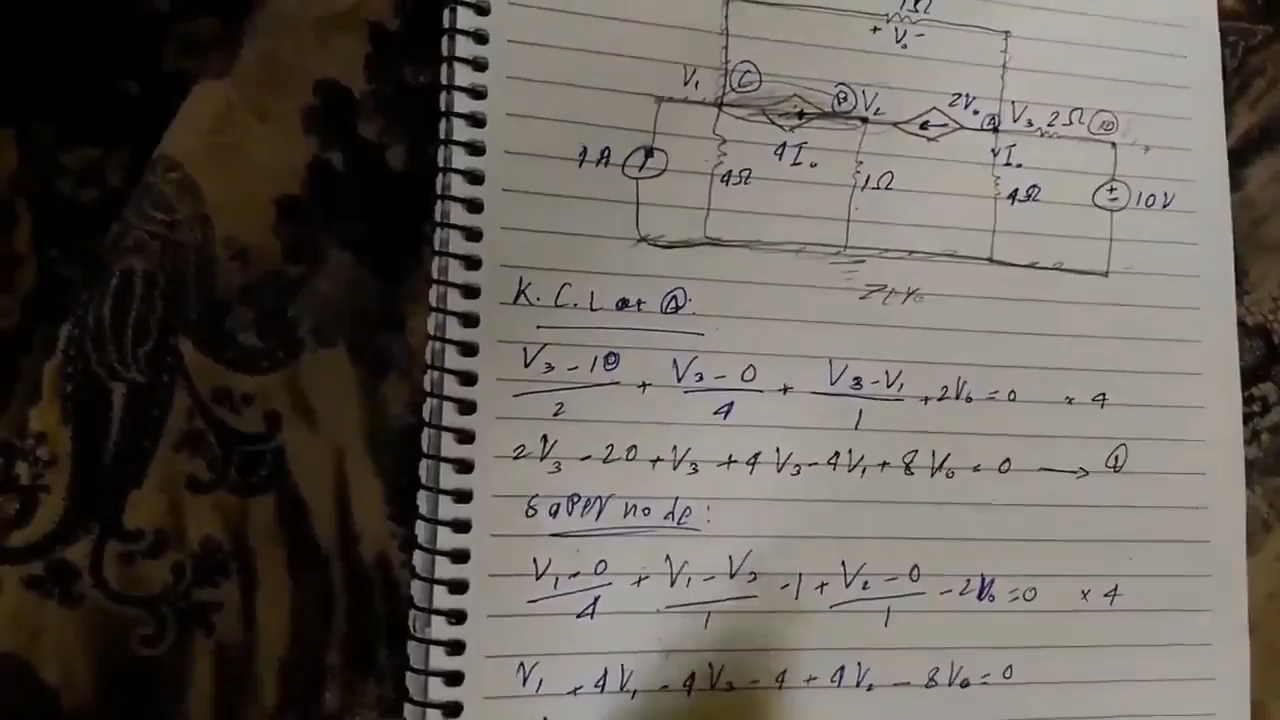 1Ω
+ V₀ -
V₁ C B V₂ 2V₀ A V₃ 2Ω 10
4I₀ I₀
1A 4Ω 1Ω 4Ω + - 10V
K.C.L at A:
V₃-10/2 + V₃-0/4 + V₃-V₁/1 + 2V₀ = 0 × 4
2V₃ - 20 + V₃ + 4V₃ - 4V₁ + 8V₀ = 0 → ①
Super node:
V₁-0/4 + V₁-V₃/1 - 1 + V₂-0/1 - 2V₀ = 0 × 4
V₁ + 4V₁ - 4V₃ - 4 + 4V₂ - 8V₀ = 0